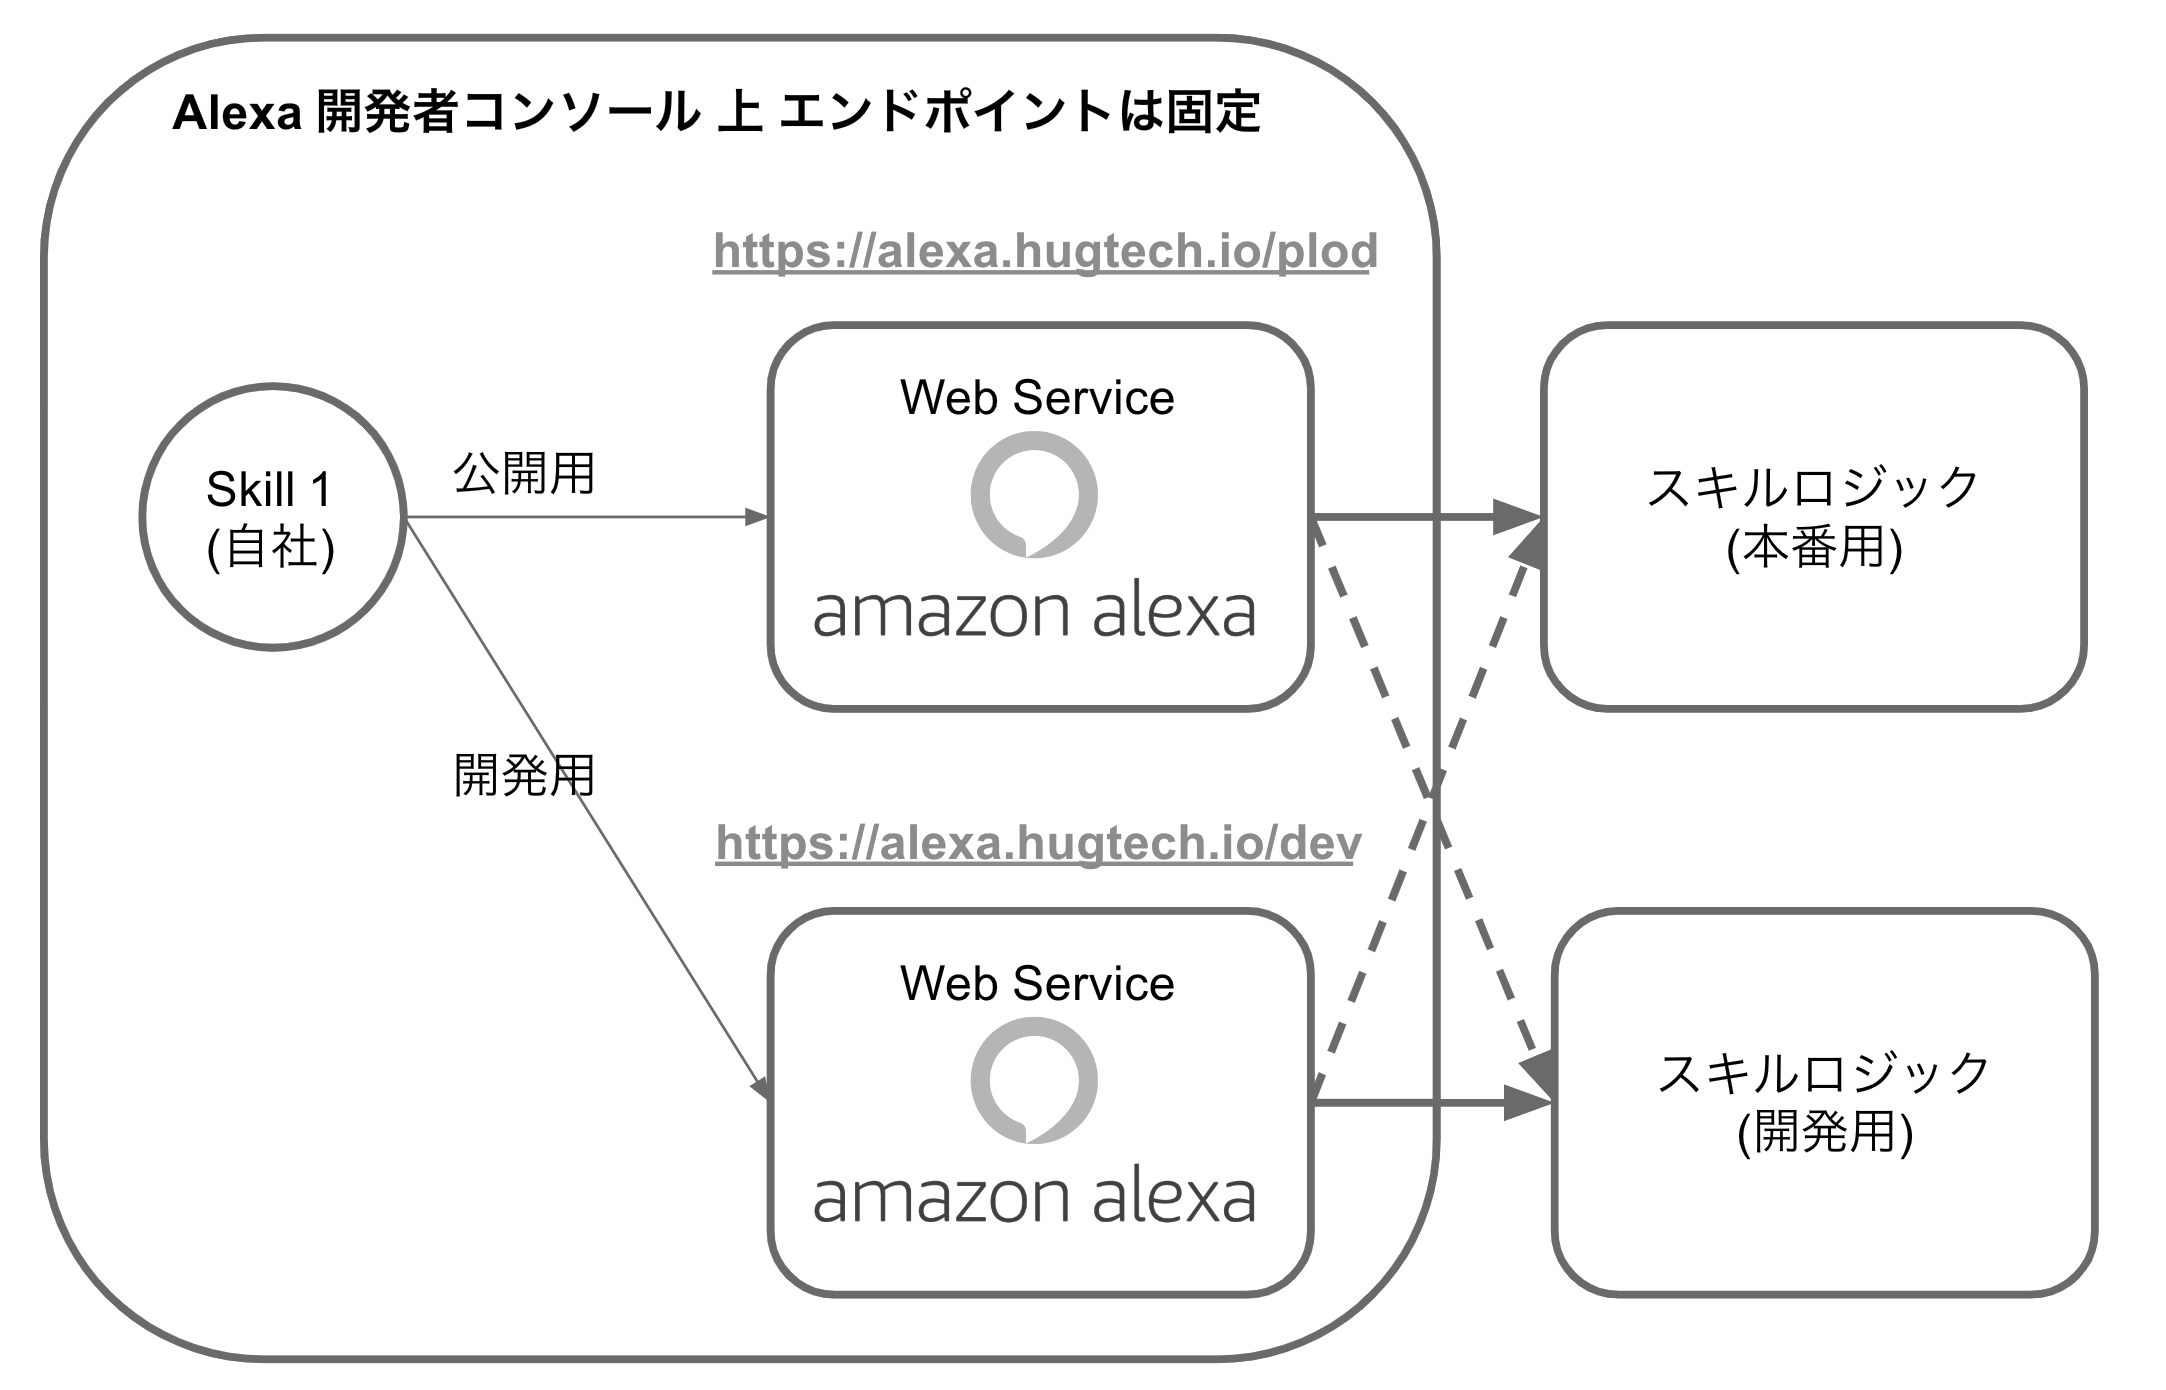 Alexa 開発者コンソール 上 エンドポイントは固定
https://alexa.hugtech.io/plod
Web Service
amazon alexa
Skill 1
(自社)
公開用
スキルロジック
(本番用)
開発用
https://alexa.hugtech.io/dev
Web Service
amazon alexa
スキルロジック
(開発用)